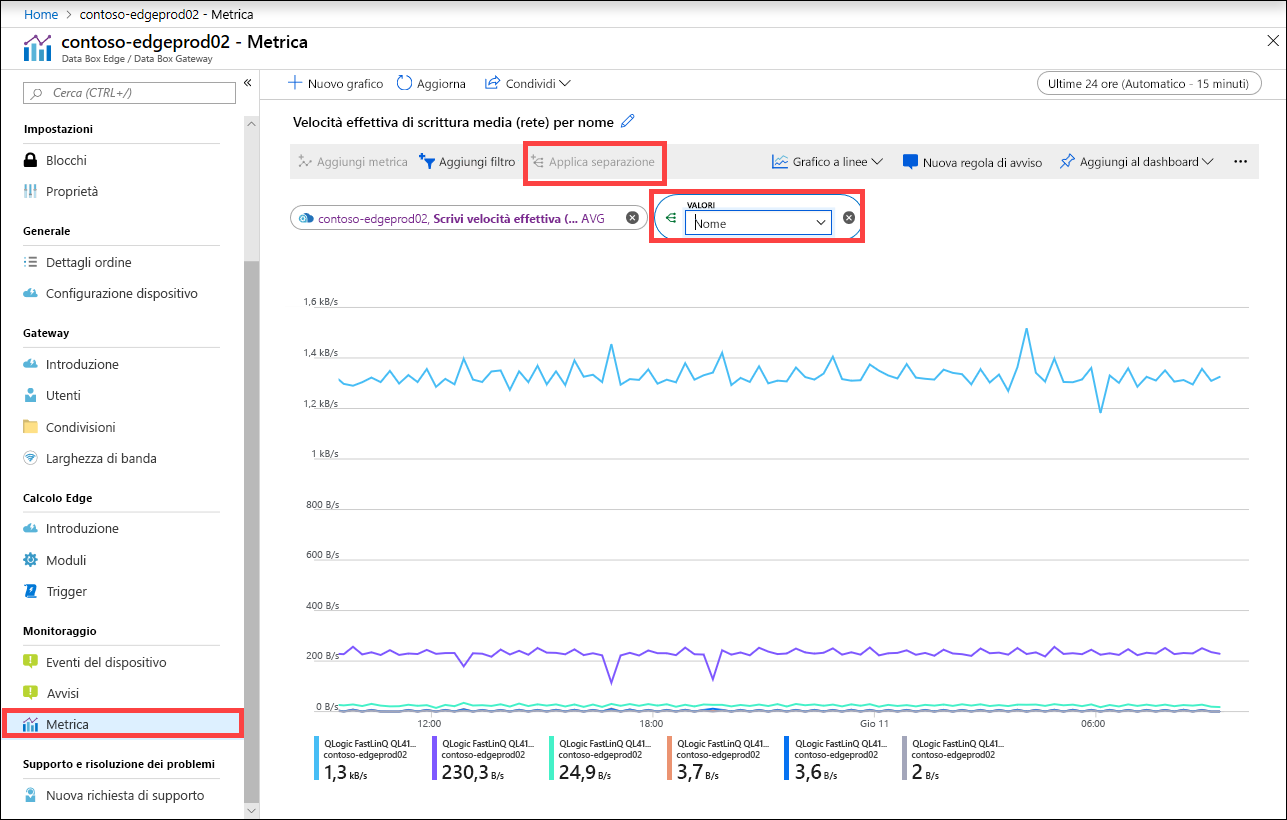 Home > contoso-edgeprod02 - Metrica
contoso-edgeprod02 - Metrica
Data Box Edge / Data Box Gateway
Cerca (CTRL+/)
Impostazioni
Blocchi
Proprietà
Generale
Dettagli ordine
Configurazione dispositivo
Gateway
Introduzione
Utenti
Condivisioni
Larghezza di banda
Calcolo Edge
Introduzione
Moduli
Trigger
Monitoraggio
Eventi del dispositivo
Avvisi
Metrica
Supporto e risoluzione dei problemi
Nuova richiesta di supporto
Nuovo grafico Aggiorna Condividi
Ultime 24 ore (Automatico - 15 minuti)
Velocità effettiva di scrittura media (rete) per nome
Aggiungi metrica Aggiungi filtro Applica separazione Grafico a linee Nuova regola di avviso Aggiungi al dashboard ...
contoso-edgeprod02, Scrivi velocità effettiva (... AVG
VALORI
Nome
1,6 kB/s
1,4 kB/s
1,2 kB/s
1 kB/s
800 B/s
600 B/s
400 B/s
200 B/s
0 B/s
12:00 18:00 Gio 11 06:00
QLogic FastLinQ QL41... QLogic FastLinQ QL41... QLogic FastLinQ QL41... QLogic FastLinQ QL41... QLogic FastLinQ QL41... QLogic FastLinQ QL41...
contoso-edgeprod02 contoso-edgeprod02 contoso-edgeprod02 contoso-edgeprod02 contoso-edgeprod02 contoso-edgeprod02
1,3 kB/s 230,3 B/s 24,9 B/s 3,7 B/s 3,6 B/s 2 B/s